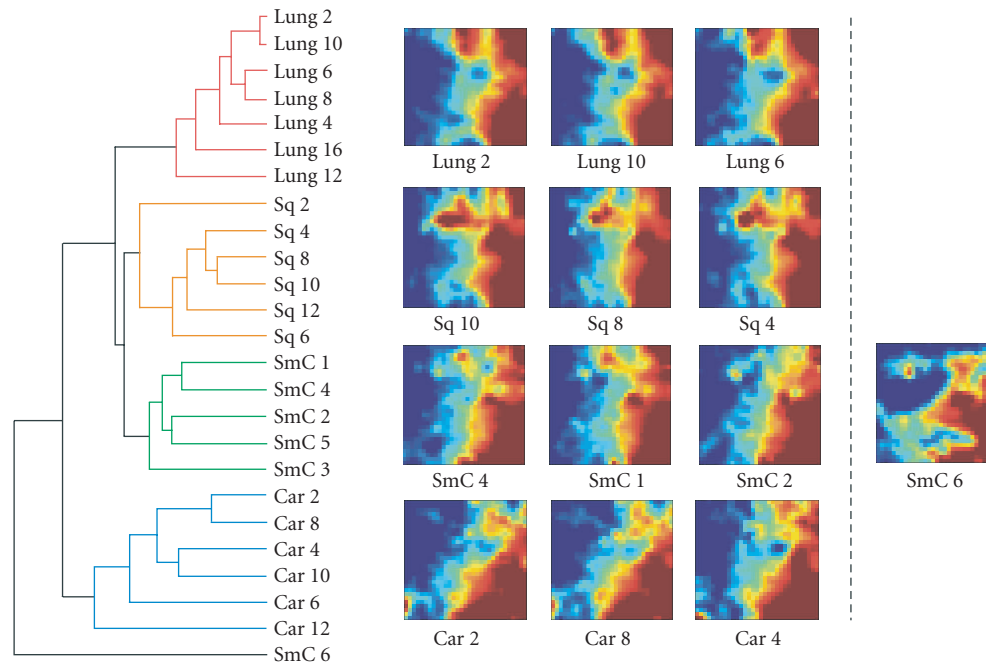 Lung 2
Lung 10
Lung 6
Lung 8
Lung 4
Lung 16
Lung 12
Sq 2
Sq 4
Sq 8
Sq 10
Sq 12
Sq 6
SmC 1
SmC 4
SmC 2
SmC 5
SmC 3
Car 2
Car 8
Car 4
Car 10
Car 6
Car 12
SmC 6
Lung 2 Lung 10 Lung 6
Sq 10 Sq 8 Sq 4
SmC 4 SmC 1 SmC 2 SmC 6
Car 2 Car 8 Car 4